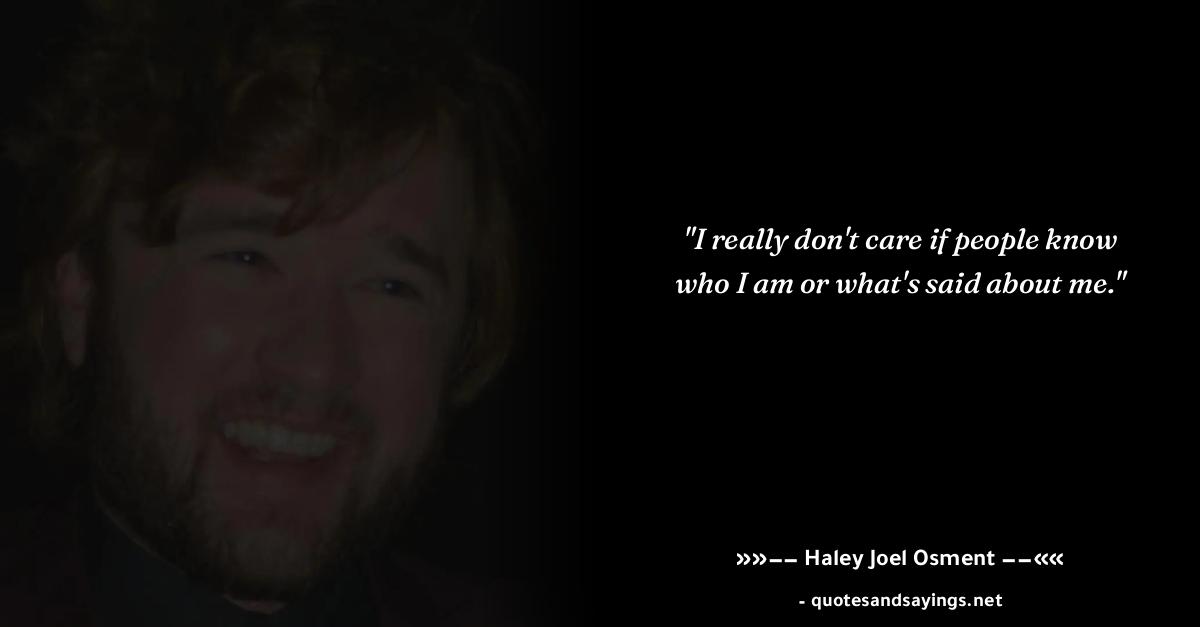 "I really don't care if people know
who I am or what's said about me."
»»–– Haley Joel Osment ––««
- quotesandsayings.net